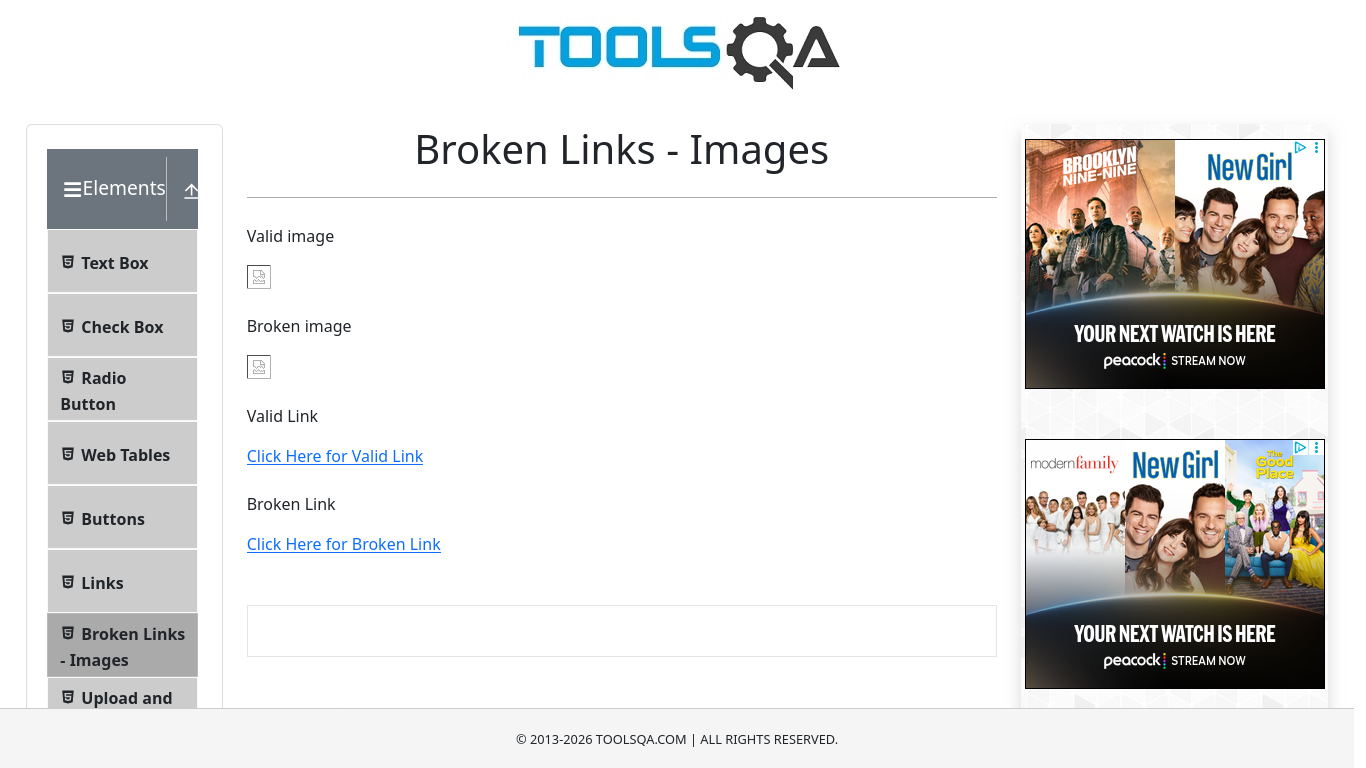 TOOLSQA
Elements
Text Box
Check Box
Radio
Button
Web Tables
Buttons
Links
Broken Links
- Images
Upload and
Broken Links - Images
Valid image
Broken image
Valid Link
Click Here for Valid Link
Broken Link
Click Here for Broken Link
BROOKLYN
NINE-NINE
New Girl
YOUR NEXT WATCH IS HERE
peacock STREAM NOW
modern family
New Girl
The
Good
Place
YOUR NEXT WATCH IS HERE
peacock STREAM NOW
© 2013-2026 TOOLSQA.COM | ALL RIGHTS RESERVED.